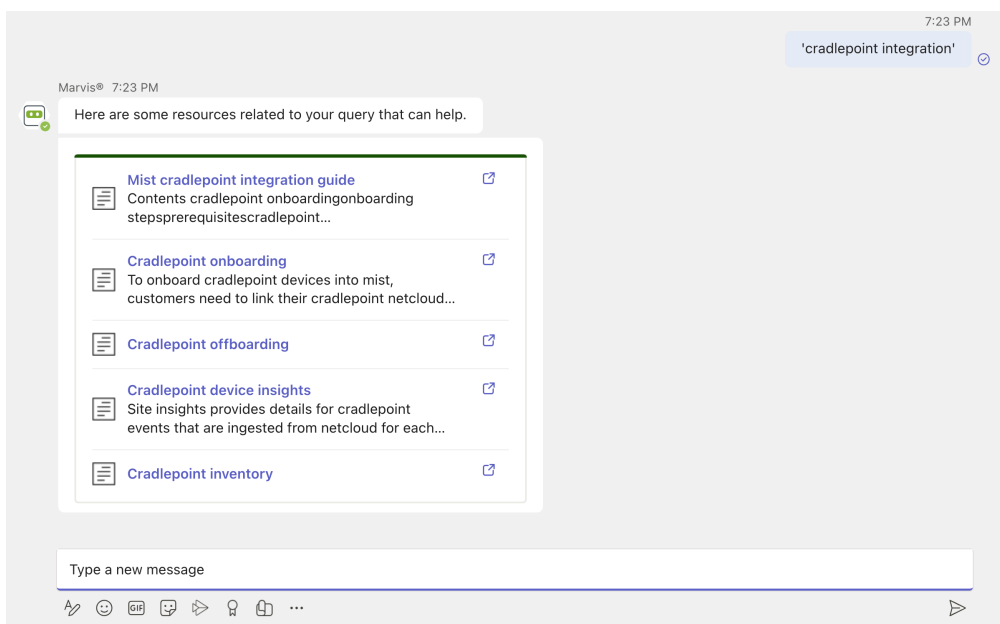 7:23 PM
'cradlepoint integration'
Marvis® 7:23 PM
Here are some resources related to your query that can help.
Mist cradlepoint integration guide
Contents cradlepoint onboardingonboarding
stepsprerequisitescradlepoint...
Cradlepoint onboarding
To onboard cradlepoint devices into mist,
customers need to link their cradlepoint netcloud...
Cradlepoint offboarding
Cradlepoint device insights
Site insights provides details for cradlepoint
events that are ingested from netcloud for each...
Cradlepoint inventory
Type a new message
GIF